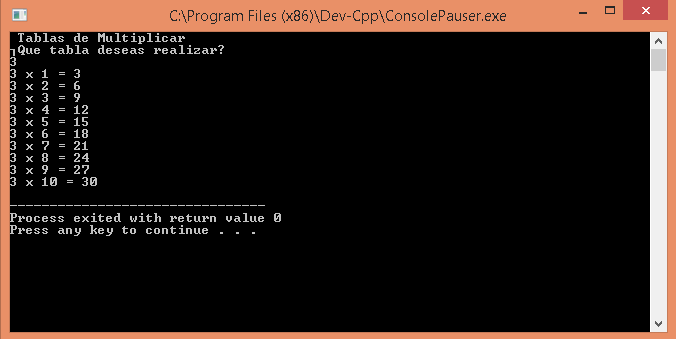 C:\Program Files (x86)\Dev-Cpp\ConsolePauser.exe
Tablas de Multiplicar
┐Que tabla deseas realizar?
3
3 x 1 = 3
3 x 2 = 6
3 x 3 = 9
3 x 4 = 12
3 x 5 = 15
3 x 6 = 18
3 x 7 = 21
3 x 8 = 24
3 x 9 = 27
3 x 10 = 30
--------------------------------
Process exited with return value 0
Press any key to continue . . .